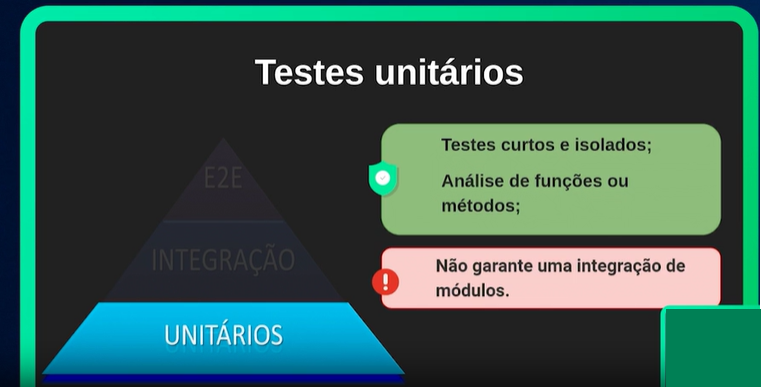 Testes unitários
E2E
INTEGRAÇÃO
UNITÁRIOS
Testes curtos e isolados;
Análise de funções ou
métodos;
Não garante uma integração de
módulos.